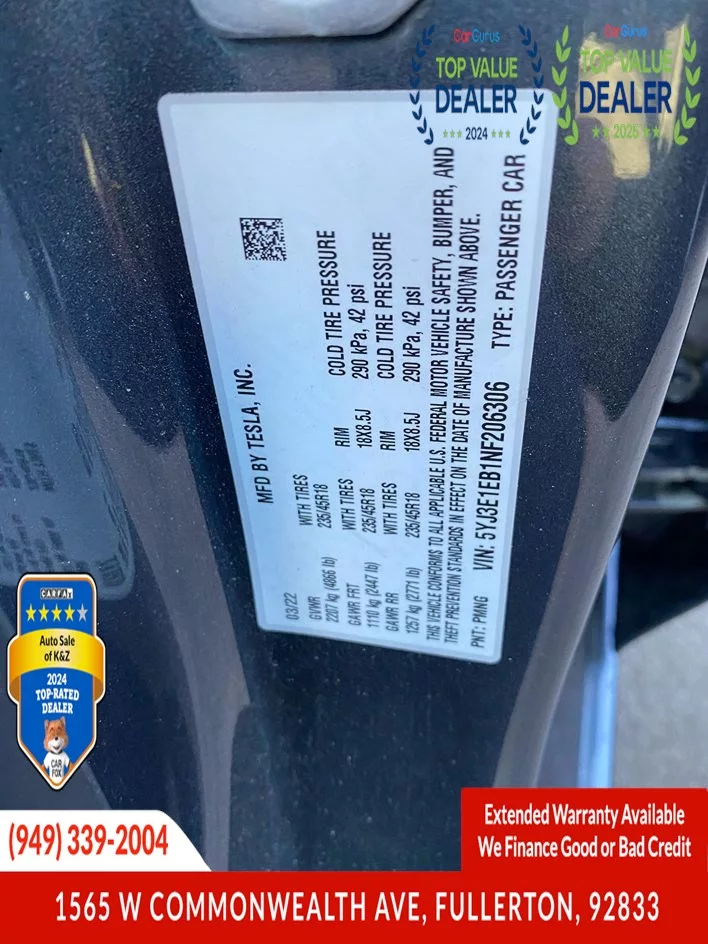 CarGurus
TOP VALUE
DEALER
2024
CarGurus
TOP VALUE
DEALER
2025
MFD BY TESLA, INC.
03/22
GVWR WITH TIRES RIM COLD TIRE PRESSURE
2207 kg (4866 lb) 235/45R18 18X8.5J 290 kPa, 42 psi
GAWR FRT WITH TIRES RIM COLD TIRE PRESSURE
1110 kg (2447 lb) 235/45R18 18X8.5J 290 kPa, 42 psi
GAWR RR
1257 kg (2771 lb) 235/45R18
THIS VEHICLE CONFORMS TO ALL APPLICABLE U.S. FEDERAL MOTOR VEHICLE SAFETY, BUMPER, AND
THEFT PREVENTION STANDARDS IN EFFECT ON THE DATE OF MANUFACTURE SHOWN ABOVE.
PNT: PMNG VIN: 5YJ3E1EB1NF206306 TYPE: PASSENGER CAR
CARFAX
Auto Sale
of K&Z
2024
TOP-RATED
DEALER
CAR
FOX
(949) 339-2004
Extended Warranty Available
We Finance Good or Bad Credit
1565 W COMMONWEALTH AVE, FULLERTON, 92833